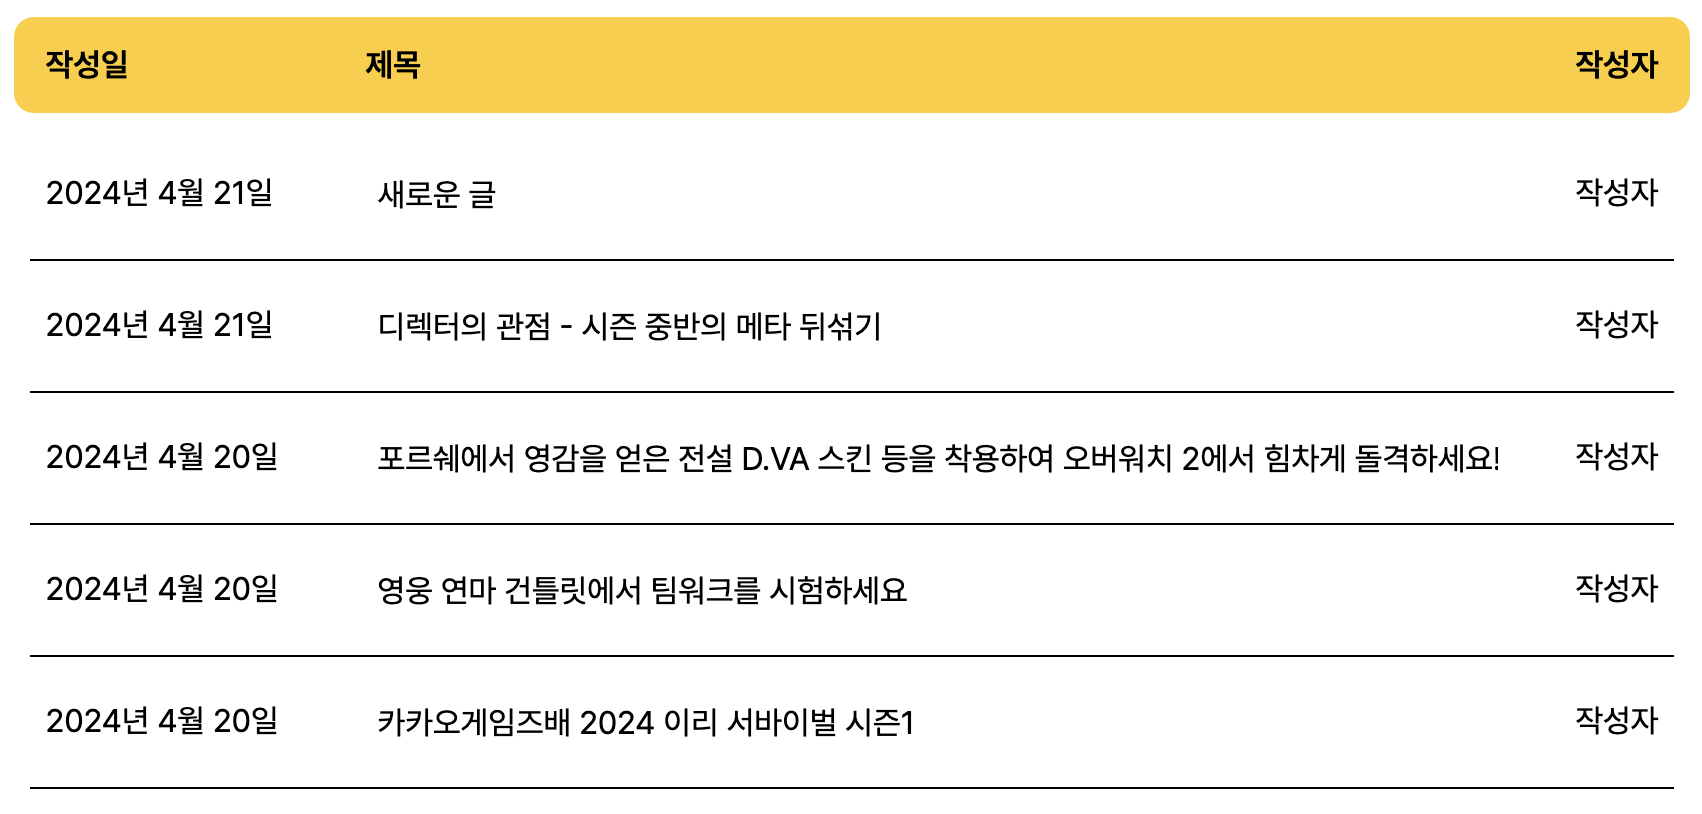 작성일 제목 작성자
2024년 4월 21일 새로운 글 작성자
2024년 4월 21일 디렉터의 관점 - 시즌 중반의 메타 뒤섞기 작성자
2024년 4월 20일 포르쉐에서 영감을 얻은 전설 D.VA 스킨 등을 착용하여 오버워치 2에서 힘차게 돌격하세요! 작성자
2024년 4월 20일 영웅 연마 건틀릿에서 팀워크를 시험하세요 작성자
2024년 4월 20일 카카오게임즈배 2024 이리 서바이벌 시즌1 작성자